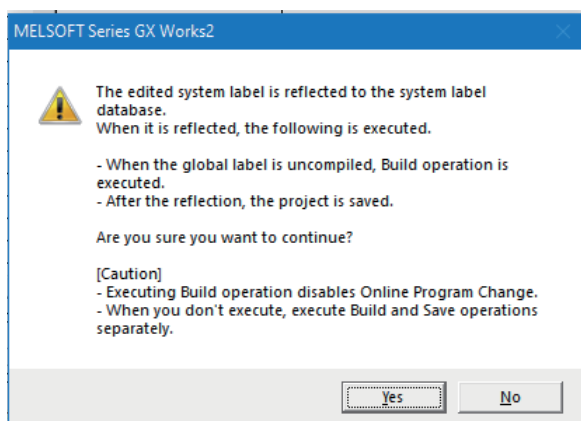 MELSOFT Series GX Works2
The edited system label is reflected to the system label
database.
When it is reflected, the following is executed.
- When the global label is uncompiled, Build operation is
executed.
- After the reflection, the project is saved.
Are you sure you want to continue?
[Caution]
- Executing Build operation disables Online Program Change.
- When you don't execute, execute Build and Save operations
separately.
Yes
No